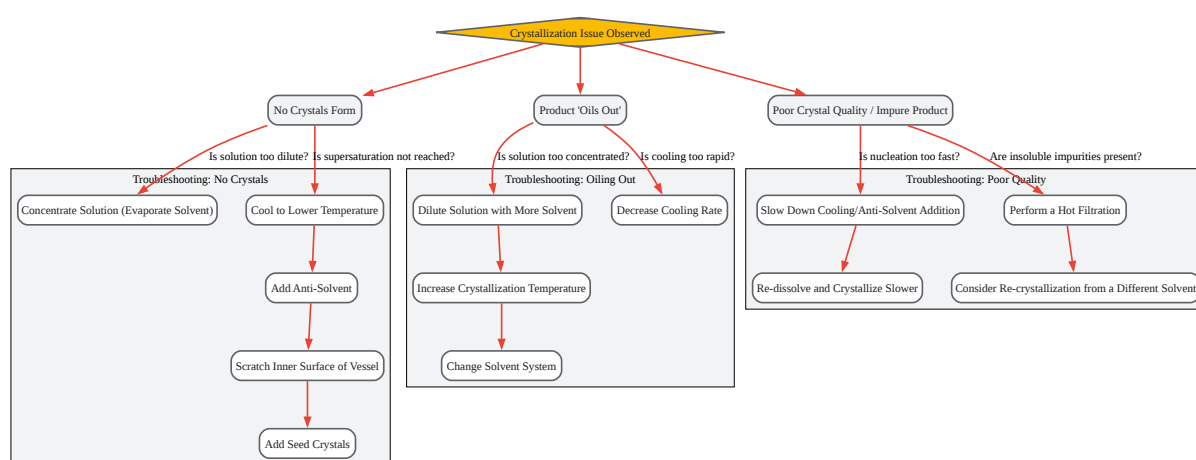 Crystallization Issue Observed
No Crystals Form
Product 'Oils Out'
Poor Crystal Quality / Impure Product
Is solution too dilute?
Is supersaturation not reached?
Is solution too concentrated?
Is cooling too rapid?
Is nucleation too fast?
Are insoluble impurities present?
Troubleshooting: No Crystals
Troubleshooting: Oiling Out
Troubleshooting: Poor Quality
Concentrate Solution (Evaporate Solvent)
Cool to Lower Temperature
Dilute Solution with More Solvent
Decrease Cooling Rate
Slow Down Cooling/Anti-Solvent Addition
Perform a Hot Filtration
Add Anti-Solvent
Increase Crystallization Temperature
Re-dissolve and Crystallize Slower
Consider Re-crystallization from a Different Solvent
Scratch Inner Surface of Vessel
Change Solvent System
Add Seed Crystals